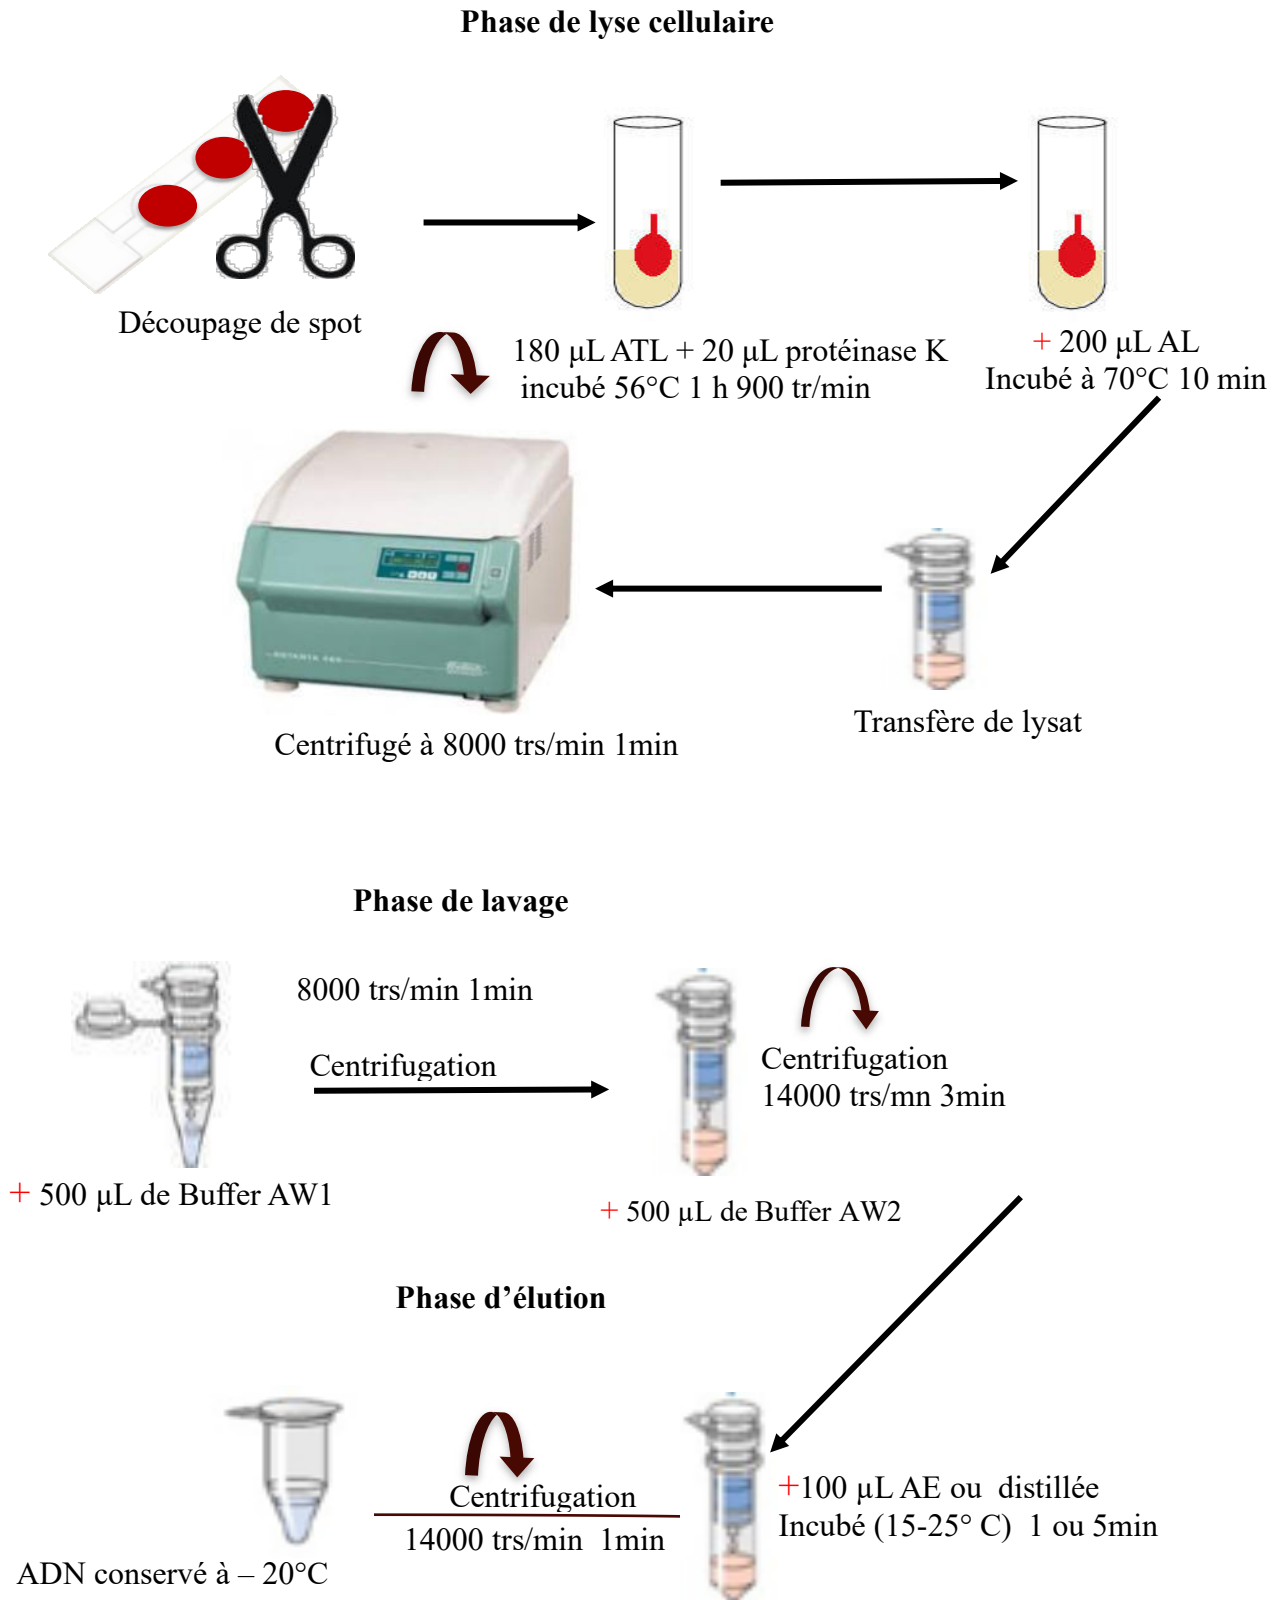 Phase de lyse cellulaire
Découpage de spot
180 µL ATL + 20 µL protéinase K
incubé 56°C 1 h 900 tr/min
+ 200 µL AL
Incubé à 70°C 10 min
Transfère de lysat
Centrifugé à 8000 trs/min 1min
Phase de lavage
8000 trs/min 1min
Centrifugation
+ 500 µL de Buffer AW1
Centrifugation
14000 trs/mn 3min
+ 500 µL de Buffer AW2
Phase d’élution
+100 µL AE ou distillée
Incubé (15-25° C) 1 ou 5min
Centrifugation
14000 trs/min 1min
ADN conservé à – 20°C